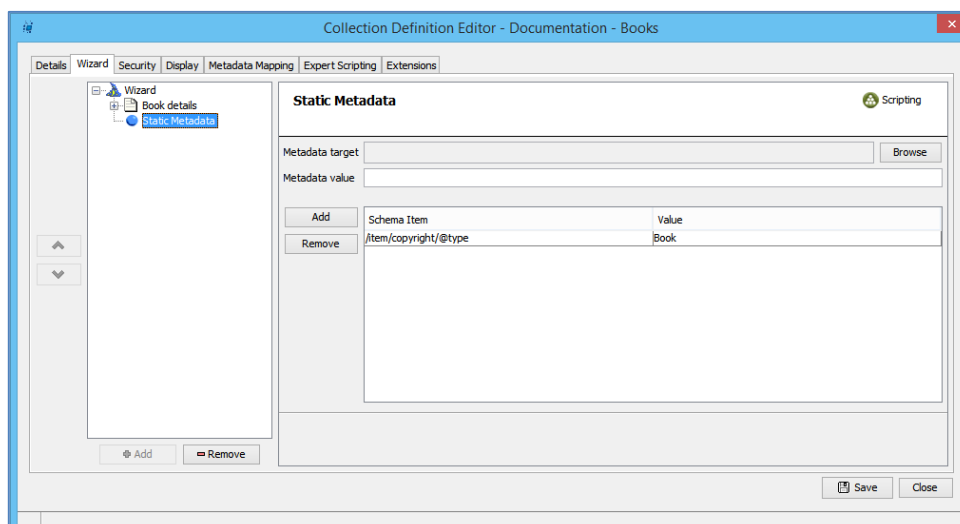 Collection Definition Editor - Documentation - Books
Details Wizard Security Display Metadata Mapping Expert Scripting Extensions
Wizard
Book details
Static Metadata
Static Metadata
Scripting
Metadata target
Browse
Metadata value
Add
Remove
Schema Item Value
/item/copyright/@type Book
Add Remove
Save Close